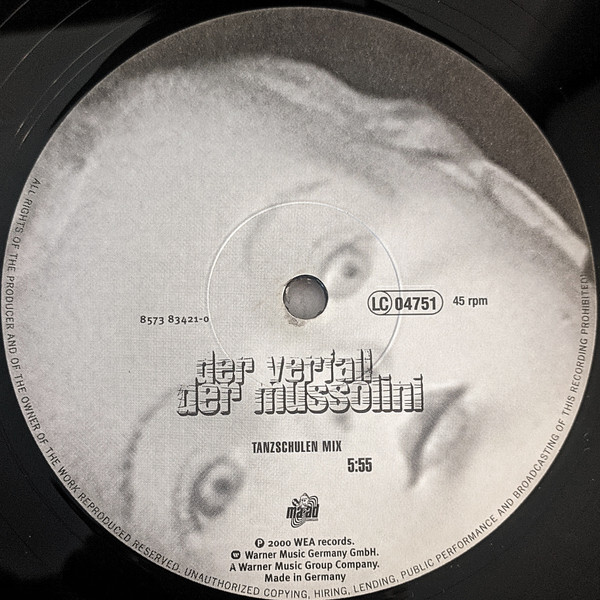 ALL RIGHTS OF THE PRODUCER AND OF THE OWNER OF THE WORK REPRODUCED RESERVED. UNAUTHORIZED COPYING, HIRING, LENDING, PUBLIC PERFORMANCE AND BROADCASTING OF THIS RECORDING PROHIBITED!
LC 04751 45 rpm
8573 83421-0
der verfall
der mussolini
TANZSCHULEN MIX
5:55
ma-ad
Ⓟ 2000 WEA records.
Warner Music Germany GmbH.
A Warner Music Group Company.
Made in Germany